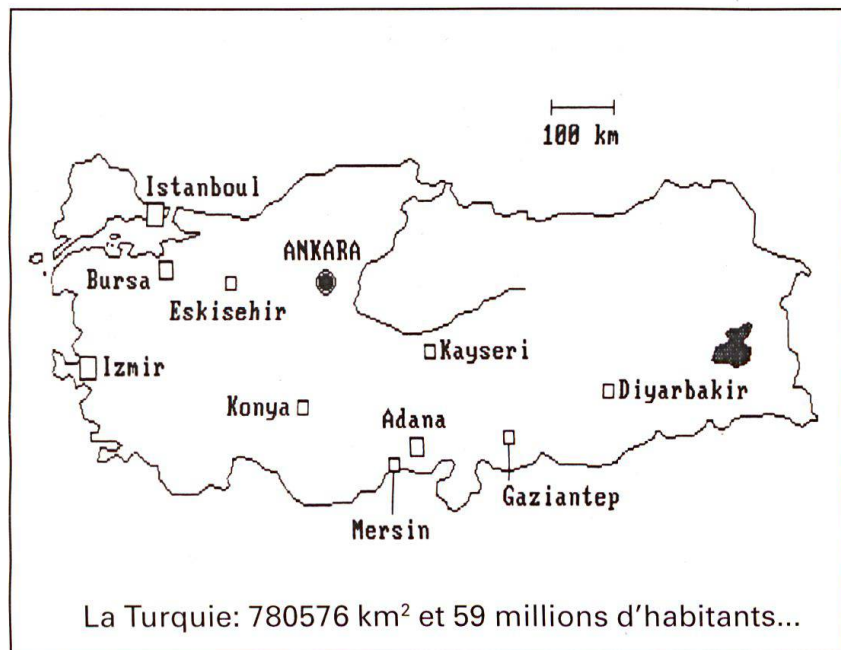 100 km
Istanboul
ANKARA
Bursa
Eskisehir
Kayseri
Izmir
Diyarbakir
Konya
Adana
Gaziantep
Mersin
La Turquie: 780576 km² et 59 millions d'habitants...